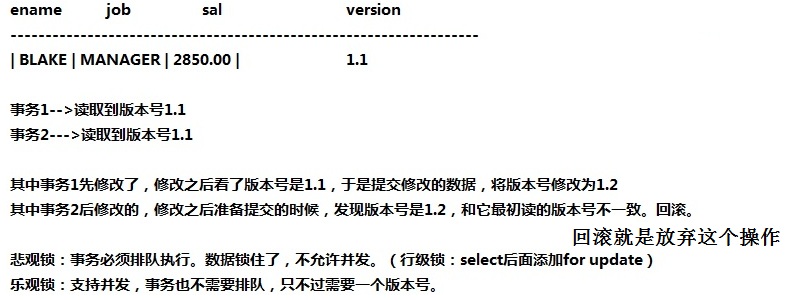 ename job sal version
----------------------------------------------------------------------
| BLAKE | MANAGER | 2850.00 | 1.1
事务1-->读取到版本号1.1
事务2--->读取到版本号1.1
其中事务1先修改了，修改之后看了版本号是1.1，于是提交修改的数据，将版本号修改为1.2
其中事务2后修改的，修改之后准备提交的时候，发现版本号是1.2，和它最初读的版本号不一致。回滚。
回滚就是放弃这个操作
悲观锁：事务必须排队执行。数据锁住了，不允许并发。（行级锁：select后面添加for update）
乐观锁：支持并发，事务也不需要排队，只不过需要一个版本号。